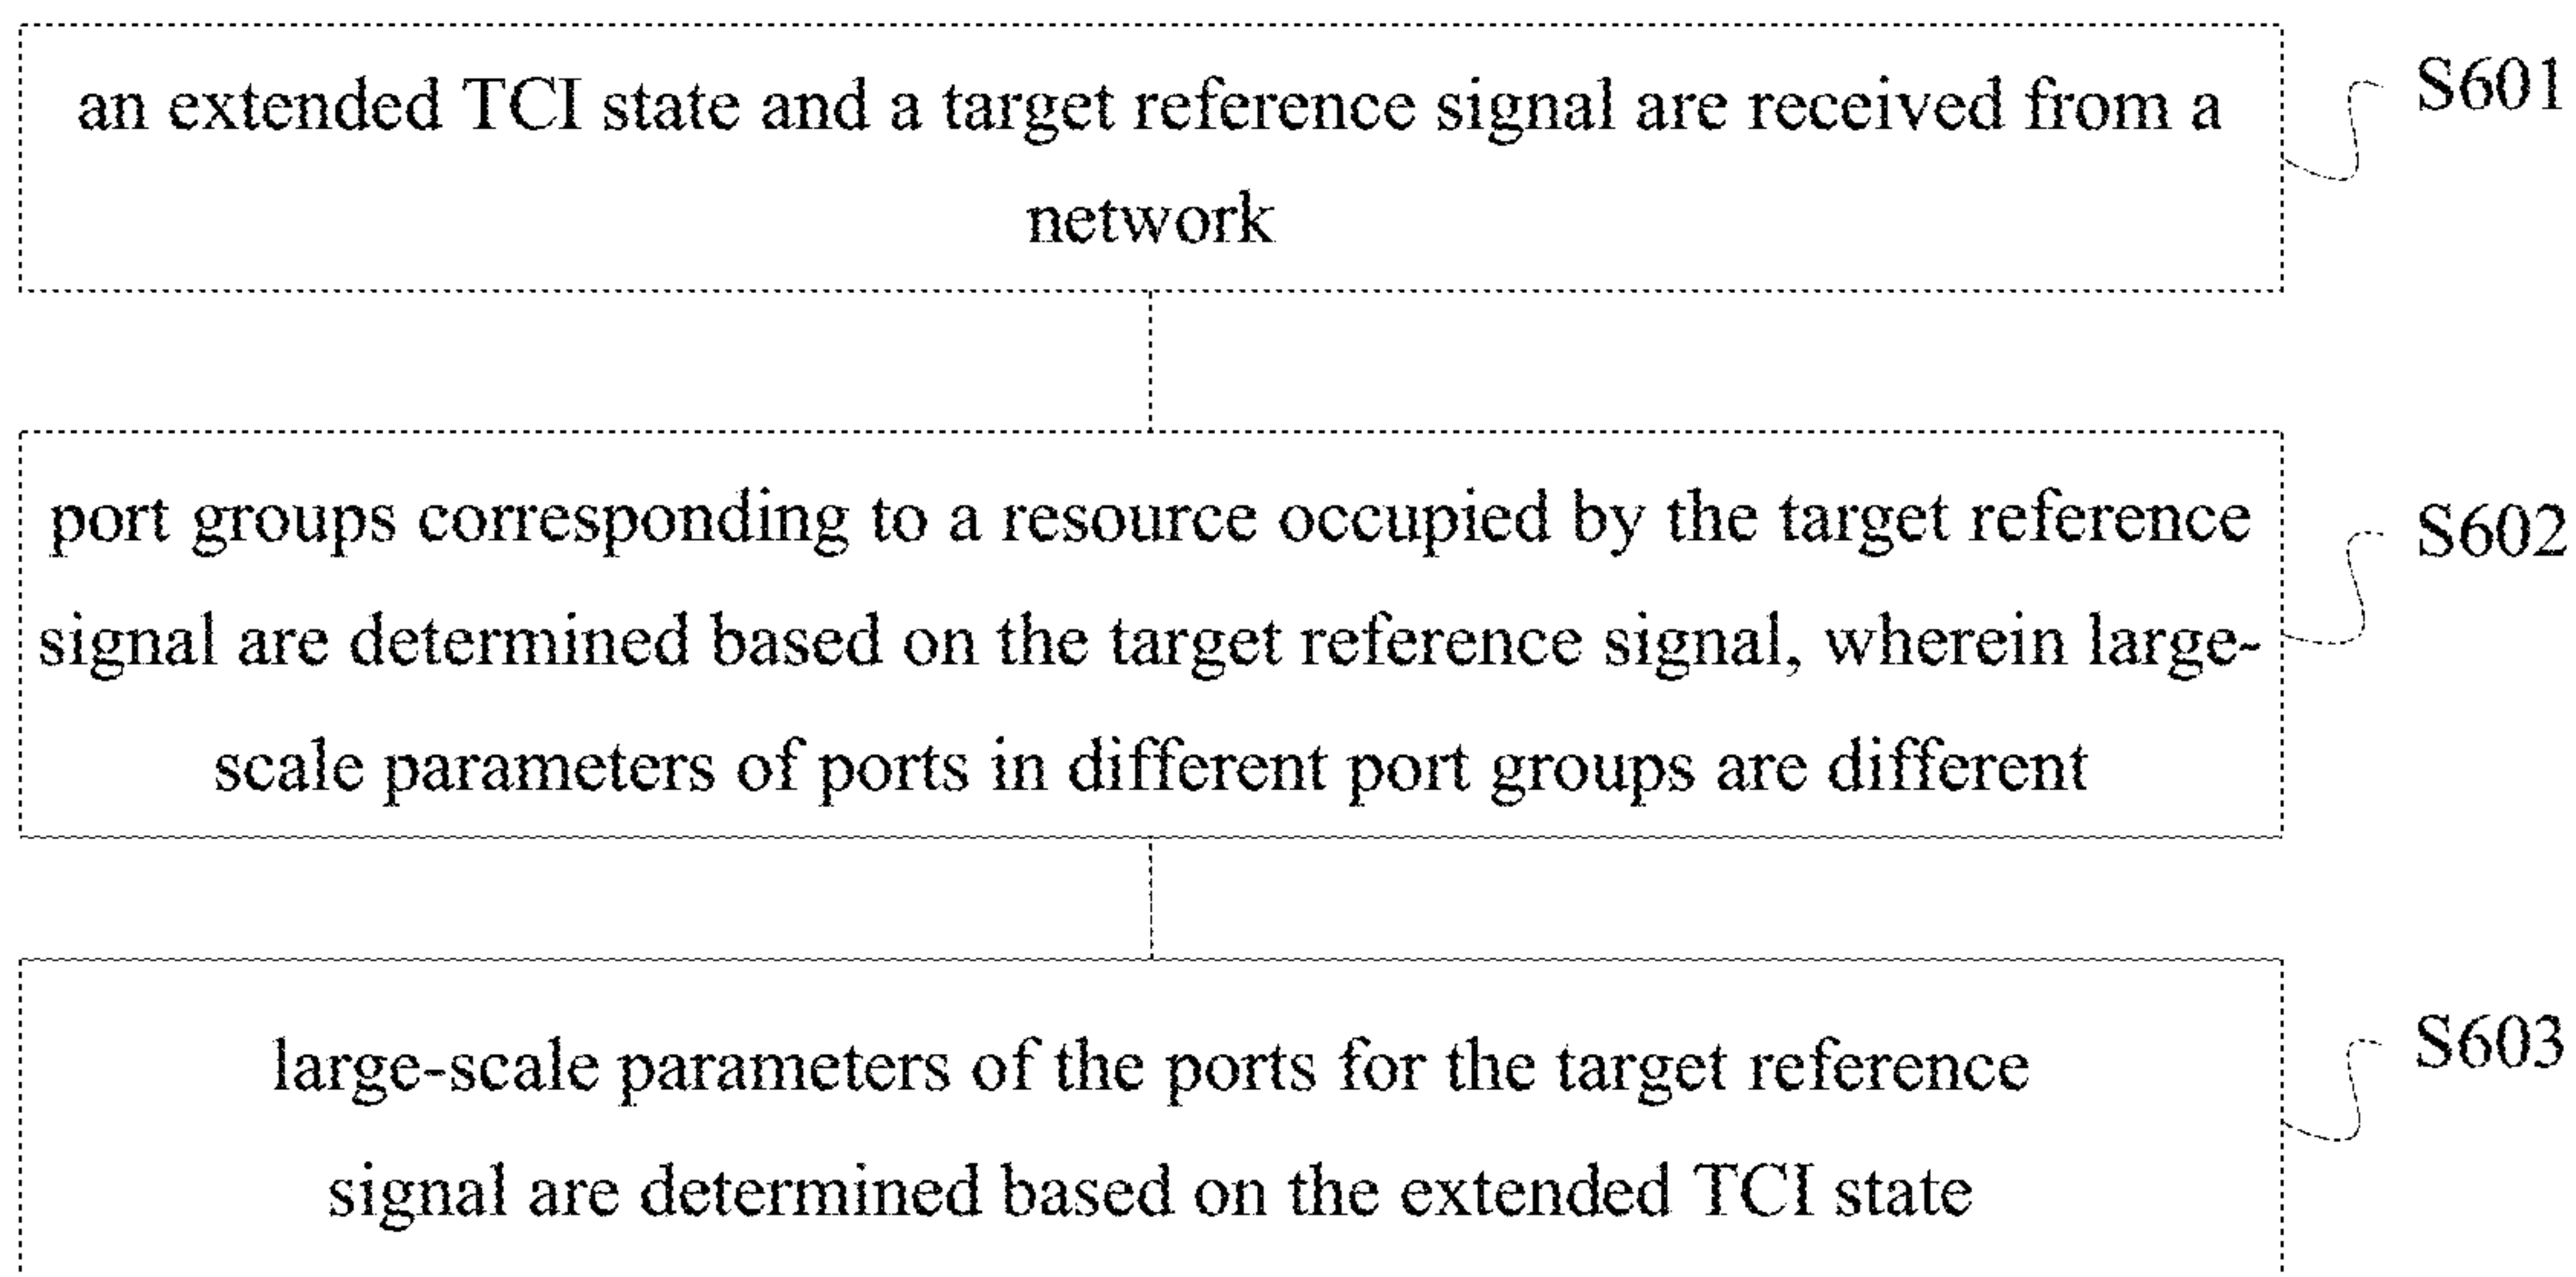 an extended TCI state and a target reference signal are received from a
network
S601
port groups corresponding to a resource occupied by the target reference
signal are determined based on the target reference signal, wherein large-
scale parameters of ports in different port groups are different
S602
large-scale parameters of the ports for the target reference
signal are determined based on the extended TCI state
S603